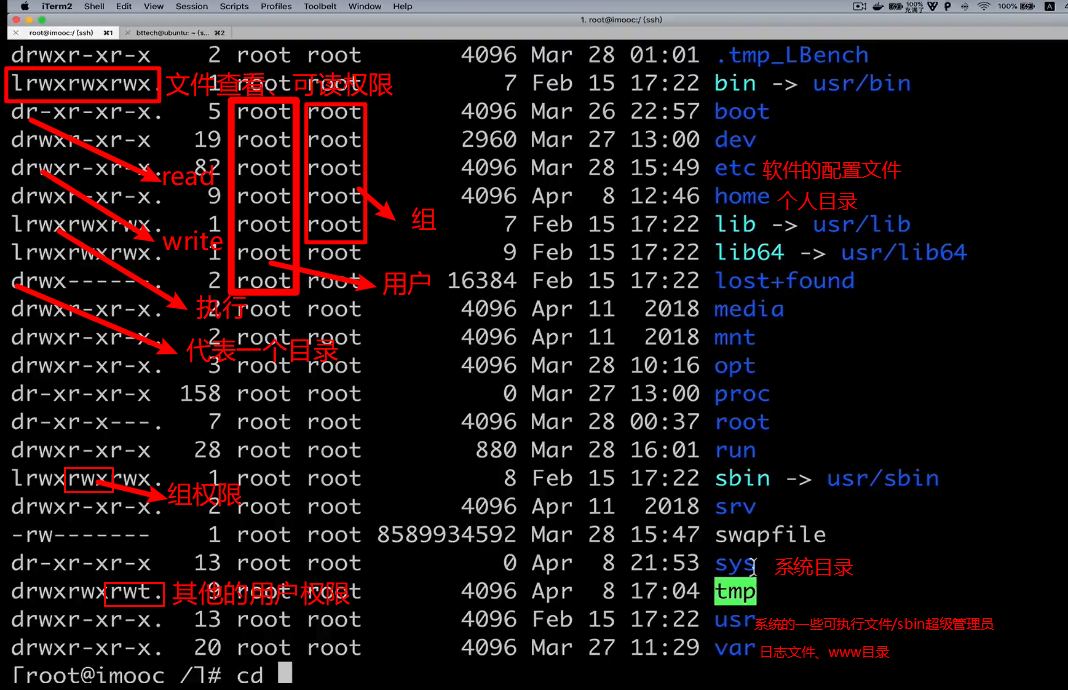 iTerm2 Shell Edit View Session Scripts Profiles Toolbelt Window Help 100% 充满了 100%
1. root@imooc:/ (ssh)
root@imooc:/ (ssh) ⌘1 bttech@ubuntu: ~ (s... ⌘2
drwxr-xr-x 2 root root 4096 Mar 28 01:01 .tmp_LBench
lrwxrwxrwx. 1 root root 7 Feb 15 17:22 bin -> usr/bin
文件查看、可读权限
dr-xr-xr-x. 5 root root 4096 Mar 26 22:57 boot
drwxr-xr-x 19 root root 2960 Mar 27 13:00 dev
drwxr-xr-x. 82 root root 4096 Mar 28 15:49 etc 软件的配置文件
read
drwxr-xr-x. 9 root root 4096 Apr 8 12:46 home 个人目录
组
lrwxrwxrwx. 1 root root 7 Feb 15 17:22 lib -> usr/lib
write
lrwxrwxrwx. 1 root root 9 Feb 15 17:22 lib64 -> usr/lib64
drwx------. 2 root root 16384 Feb 15 17:22 lost+found
用户
drwxr-xr-x. 2 root root 4096 Apr 11 2018 media
执行
drwxr-xr-x. 2 root root 4096 Apr 11 2018 mnt
代表一个目录
drwxr-xr-x. 3 root root 4096 Mar 28 10:16 opt
dr-xr-xr-x 158 root root 0 Mar 27 13:00 proc
dr-xr-x---. 7 root root 4096 Mar 28 00:37 root
drwxr-xr-x 28 root root 880 Mar 28 16:01 run
lrwxrwxrwx. 1 root root 8 Feb 15 17:22 sbin -> usr/sbin
组权限
drwxr-xr-x. 2 root root 4096 Apr 11 2018 srv
-rw------- 1 root root 8589934592 Mar 28 15:47 swapfile
dr-xr-xr-x 13 root root 0 Apr 8 21:53 sys 系统目录
drwxrwxrwt. 9 root root 4096 Apr 8 17:04 tmp
其他的用户权限
drwxr-xr-x. 13 root root 4096 Feb 15 17:22 usr 系统的一些可执行文件/sbin超级管理员
drwxr-xr-x. 20 root root 4096 Mar 27 11:29 var 日志文件、www目录
[root@imooc /]# cd